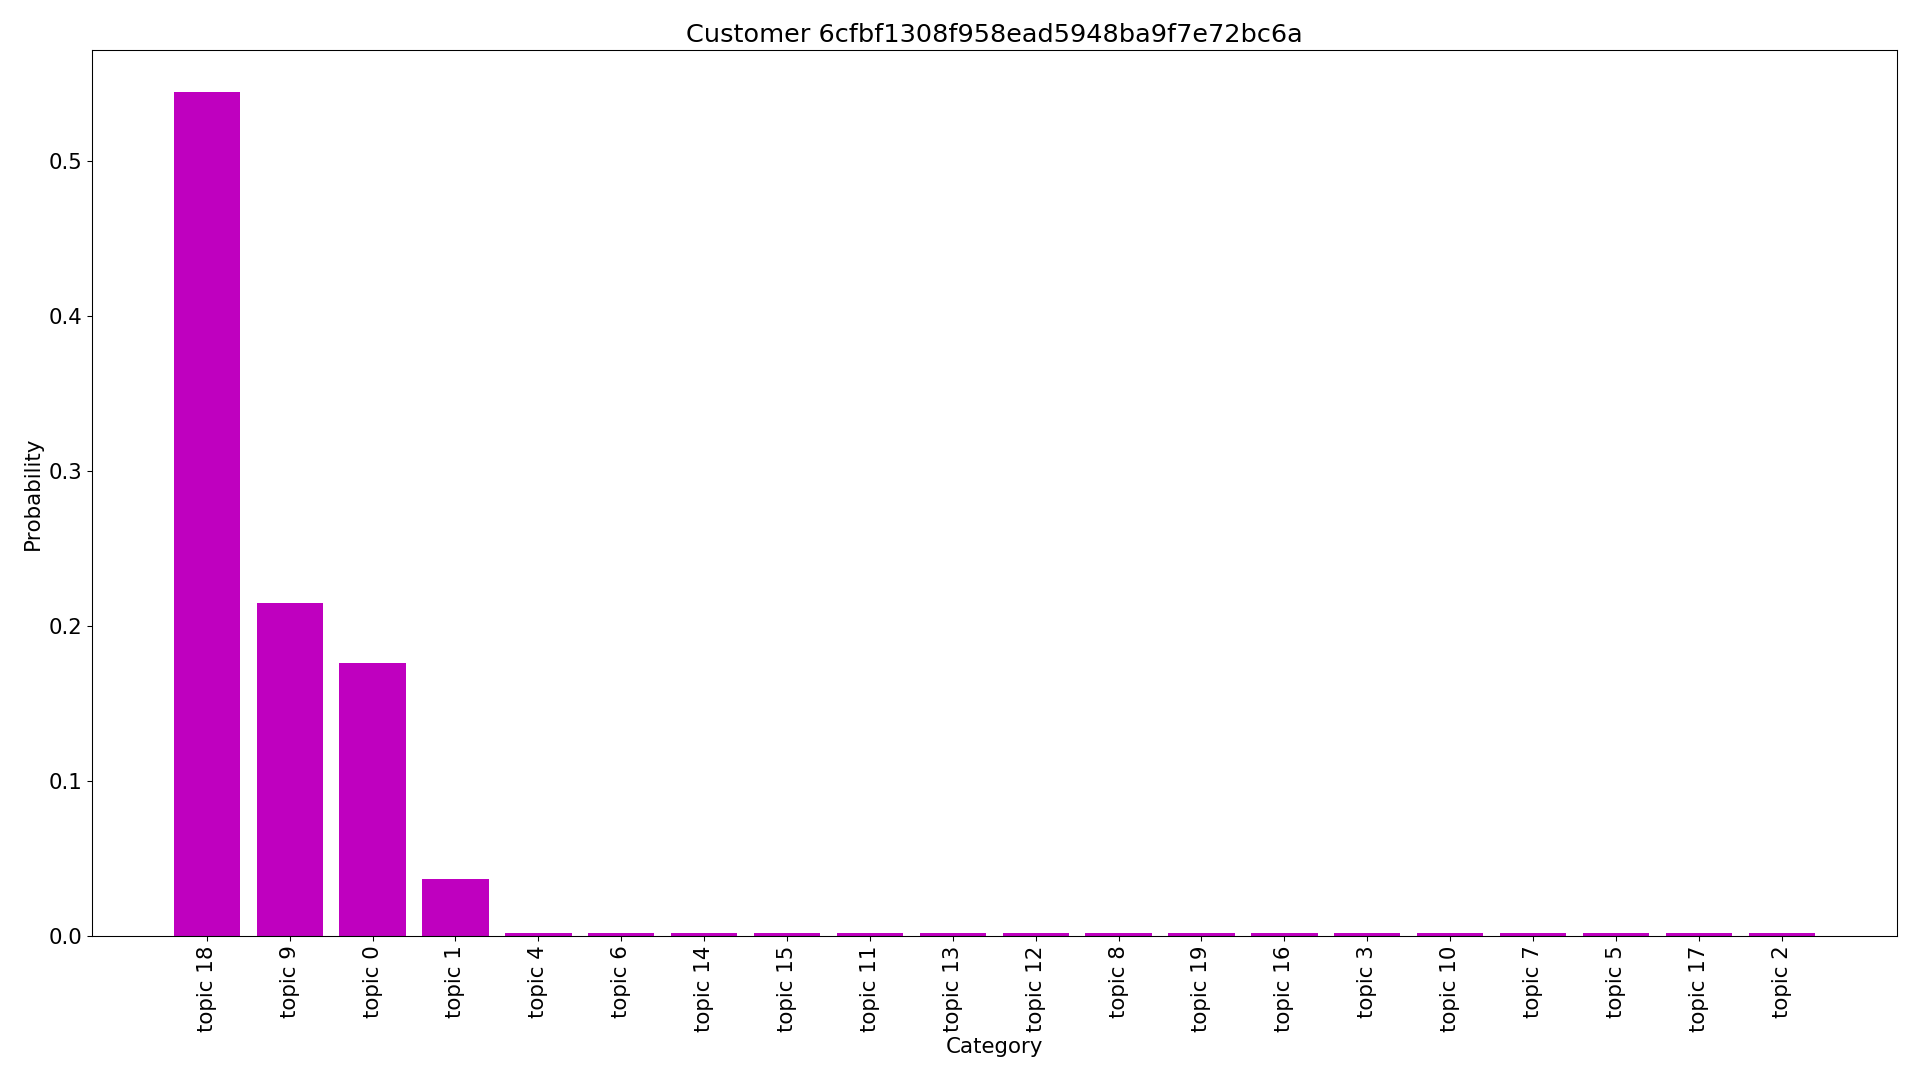 Customer 6cfbf1308f958ead5948ba9f7e72bc6a
Probability
0.5
0.4
0.3
0.2
0.1
0.0
topic 18
topic 9
topic 0
topic 1
topic 4
topic 6
topic 14
topic 15
topic 11
topic 13
topic 12
topic 8
topic 19
topic 16
topic 3
topic 10
topic 7
topic 5
topic 17
topic 2
Category